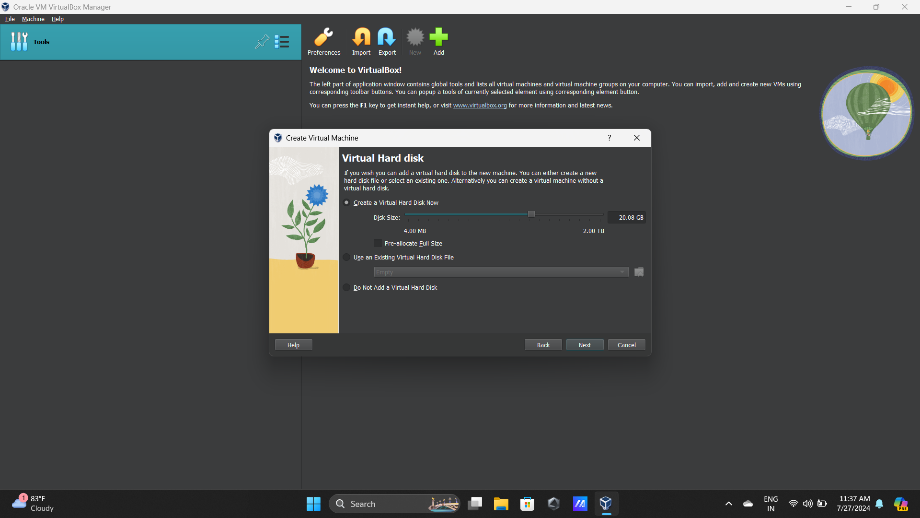 Oracle VM VirtualBox Manager
File Machine Help
Tools
Preferences Import Export New Add
Welcome to VirtualBox!
The left part of application window contains global tools and lists all virtual machines and virtual machine groups on your computer. You can import, add and create new VMs using
corresponding toolbar buttons. You can popup a tools of currently selected element using corresponding element button.
You can press the F1 key to get instant help, or visit www.virtualbox.org for more information and latest news.
Create Virtual Machine
?
Virtual Hard disk
If you wish you can add a virtual hard disk to the new machine. You can either create a new
hard disk file or select an existing one. Alternatively you can create a virtual machine without a
virtual hard disk.
Create a Virtual Hard Disk Now
Disk Size: 20.08 GB
4.00 MB 2.00 TB
Pre-allocate Full Size
Use an Existing Virtual Hard Disk File
Empty
Do Not Add a Virtual Hard Disk
Help Back Next Cancel
1
83°F
Cloudy
Search
ENG
IN
11:37 AM
7/27/2024